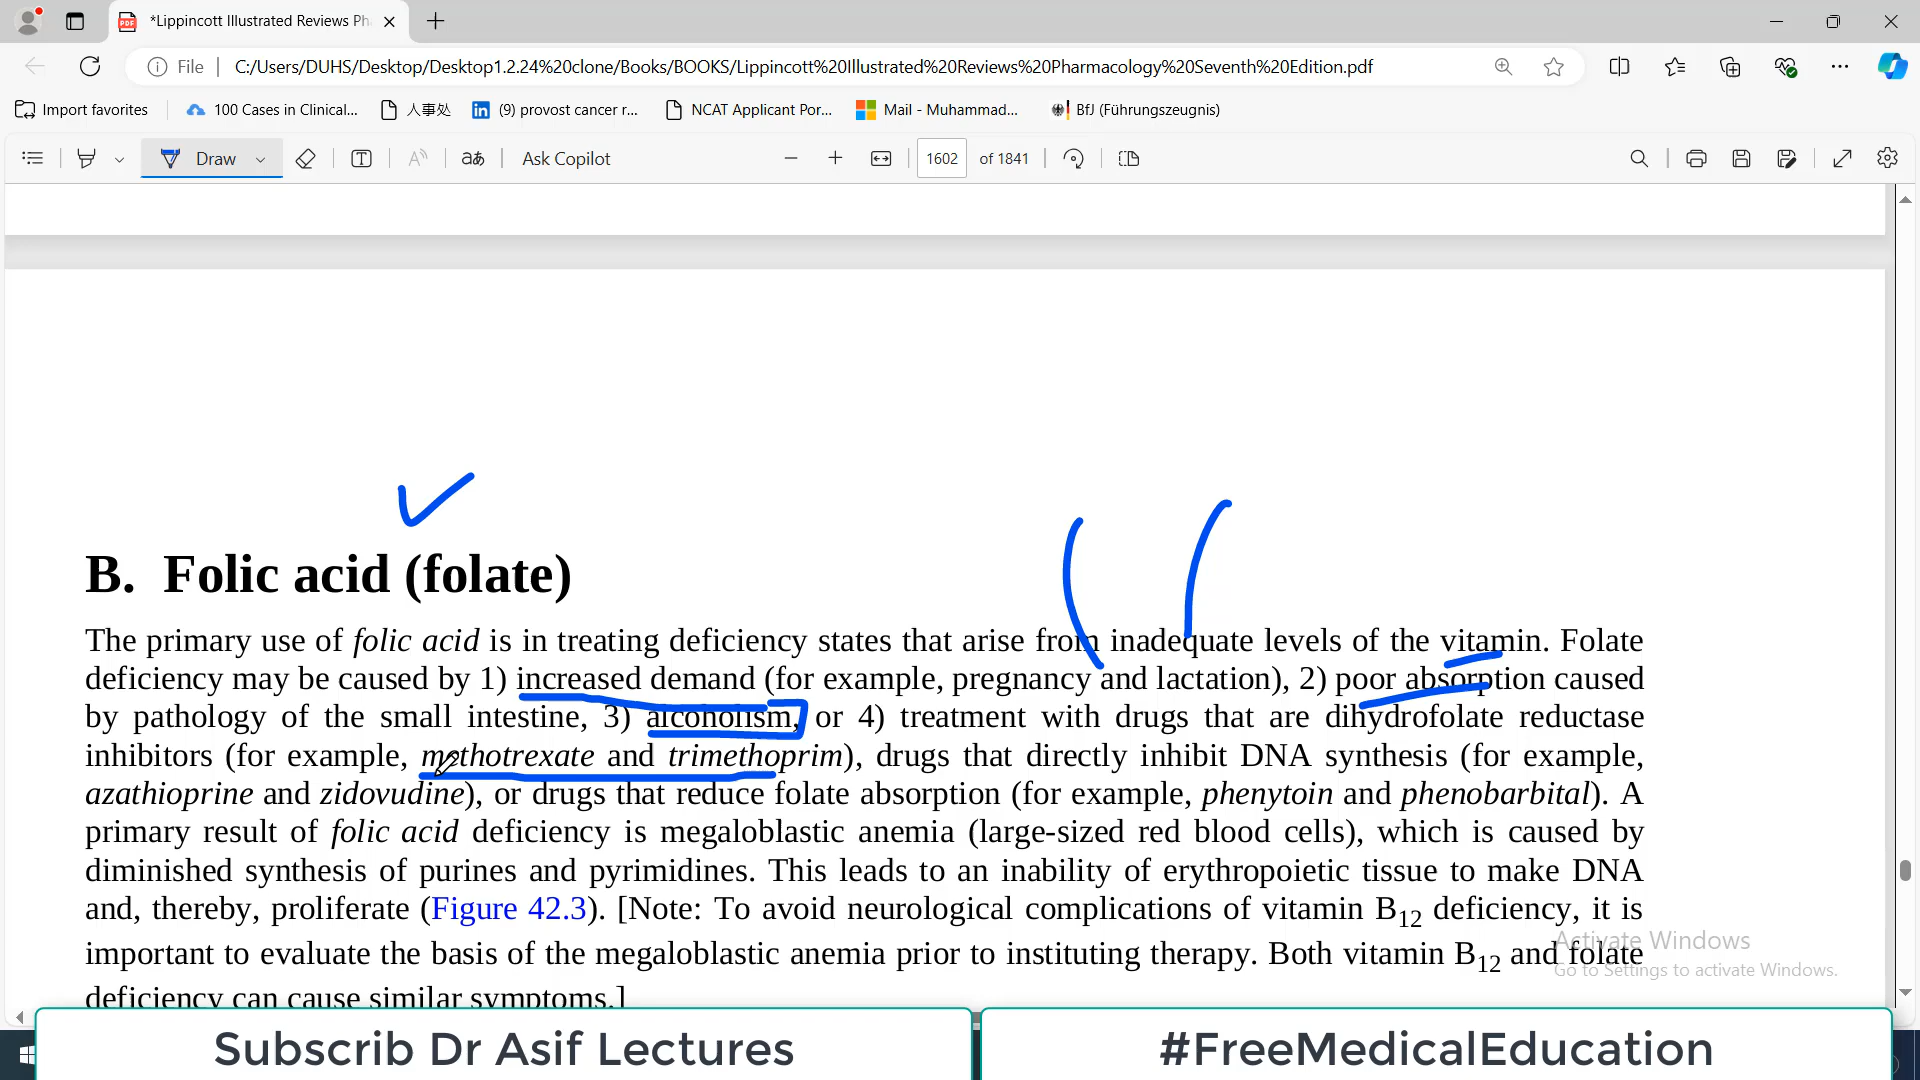 *Lippincott Illustrated Reviews Ph
File
C:/Users/DUHS/Desktop/Desktop1.2.24%20clone/Books/BOOKS/Lippincott%20Illustrated%20Reviews%20Pharmacology%20Seventh%20Edition.pdf
Import favorites
100 Cases in Clinical...
人事处
(9) provost cancer r...
NCAT Applicant Por...
Mail - Muhammad...
BfJ (Führungszeugnis)
Draw
Ask Copilot
1602 of 1841
B. Folic acid (folate)
The primary use of folic acid is in treating deficiency states that arise from inadequate levels of the vitamin. Folate
deficiency may be caused by 1) increased demand (for example, pregnancy and lactation), 2) poor absorption caused
by pathology of the small intestine, 3) alcoholism, or 4) treatment with drugs that are dihydrofolate reductase
inhibitors (for example, methotrexate and trimethoprim), drugs that directly inhibit DNA synthesis (for example,
azathioprine and zidovudine), or drugs that reduce folate absorption (for example, phenytoin and phenobarbital). A
primary result of folic acid deficiency is megaloblastic anemia (large-sized red blood cells), which is caused by
diminished synthesis of purines and pyrimidines. This leads to an inability of erythropoietic tissue to make DNA
and, thereby, proliferate (Figure 42.3). [Note: To avoid neurological complications of vitamin B12 deficiency, it is
important to evaluate the basis of the megaloblastic anemia prior to instituting therapy. Both vitamin B12 and folate
deficiency can cause similar symptoms.]
Activate Windows
Go to Settings to activate Windows.
Subscrib Dr Asif Lectures
#FreeMedicalEducation